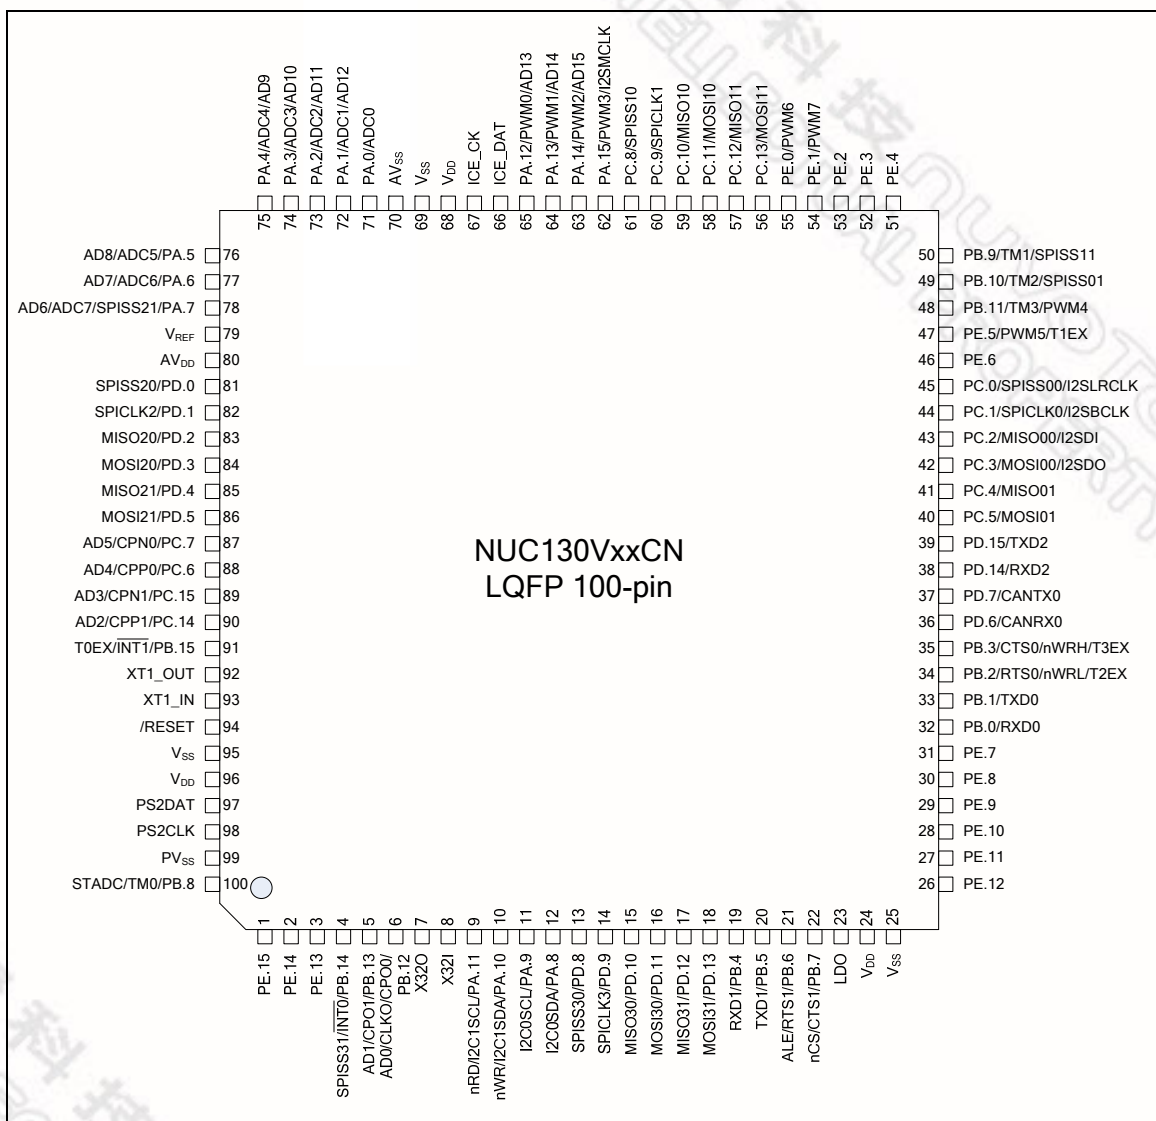 PA.4/ADC4/AD9
PA.3/ADC3/AD10
PA.2/ADC2/AD11
PA.1/ADC1/AD12
PA.0/ADC0
AVSS
VSS
VDD
ICE_CK
ICE_DAT
PA.12/PWM0/AD13
PA.13/PWM1/AD14
PA.14/PWM2/AD15
PA.15/PWM3/I2SMCLK
PC.8/SPISS10
PC.9/SPICLK1
PC.10/MISO10
PC.11/MOSI10
PC.12/MISO11
PC.13/MOSI11
PE.0/PWM6
PE.1/PWM7
PE.2
PE.3
PE.4
75 74 73 72 71 70 69 68 67 66 65 64 63 62 61 60 59 58 57 56 55 54 53 52 51
AD8/ADC5/PA.5 76
AD7/ADC6/PA.6 77
AD6/ADC7/SPISS21/PA.7 78
VREF 79
AVDD 80
SPISS20/PD.0 81
SPICLK2/PD.1 82
MISO20/PD.2 83
MOSI20/PD.3 84
MISO21/PD.4 85
MOSI21/PD.5 86
AD5/CPN0/PC.7 87
AD4/CPP0/PC.6 88
AD3/CPN1/PC.15 89
AD2/CPP1/PC.14 90
T0EX/INT1/PB.15 91
XT1_OUT 92
XT1_IN 93
/RESET 94
VSS 95
VDD 96
PS2DAT 97
PS2CLK 98
PVSS 99
STADC/TM0/PB.8 100
NUC130VxxCN
LQFP 100-pin
50 PB.9/TM1/SPISS11
49 PB.10/TM2/SPISS01
48 PB.11/TM3/PWM4
47 PE.5/PWM5/T1EX
46 PE.6
45 PC.0/SPISS00/I2SLRCLK
44 PC.1/SPICLK0/I2SBCLK
43 PC.2/MISO00/I2SDI
42 PC.3/MOSI00/I2SDO
41 PC.4/MISO01
40 PC.5/MOSI01
39 PD.15/TXD2
38 PD.14/RXD2
37 PD.7/CANTX0
36 PD.6/CANRX0
35 PB.3/CTS0/nWRH/T3EX
34 PB.2/RTS0/nWRL/T2EX
33 PB.1/TXD0
32 PB.0/RXD0
31 PE.7
30 PE.8
29 PE.9
28 PE.10
27 PE.11
26 PE.12
1 2 3 4 5 6 7 8 9 10 11 12 13 14 15 16 17 18 19 20 21 22 23 24 25
PE.15
PE.14
PE.13
SPISS31/INT0/PB.14
AD1/CPO1/PB.13
AD0/CLKO/CPO0/
PB.12
X32O
X32I
nRD/I2C1SCL/PA.11
nWR/I2C1SDA/PA.10
I2C0SCL/PA.9
I2C0SDA/PA.8
SPISS30/PD.8
SPICLK3/PD.9
MISO30/PD.10
MOSI30/PD.11
MISO31/PD.12
MOSI31/PD.13
RXD1/PB.4
TXD1/PB.5
ALE/RTS1/PB.6
nCS/CTS1/PB.7
LDO
VDD
VSS